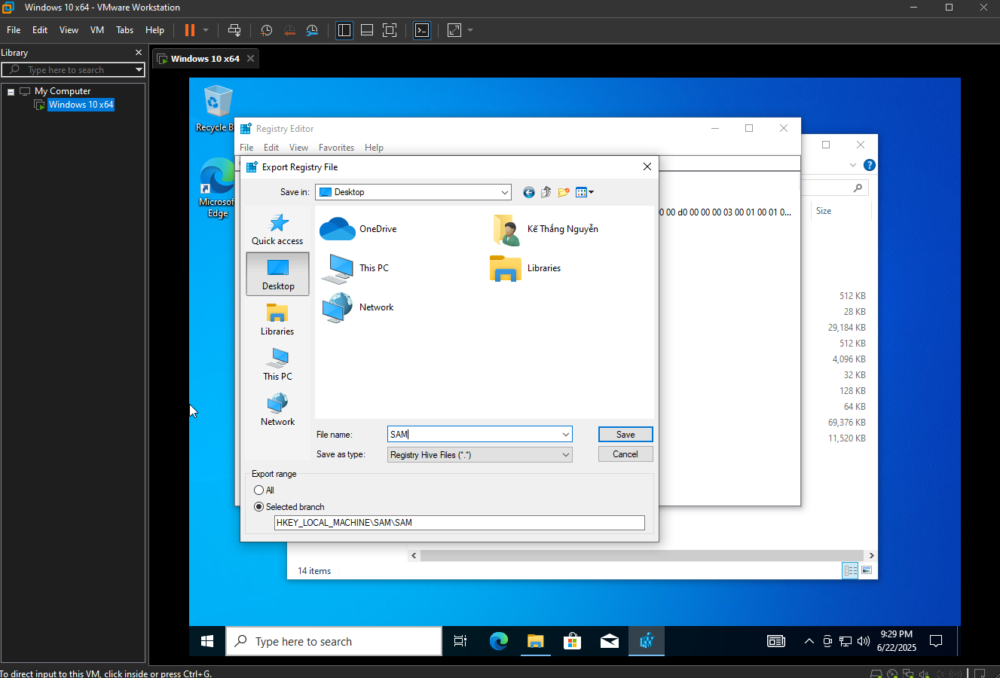 Windows 10 x64 - VMware Workstation
File Edit View VM Tabs Help
Library
Type here to search
My Computer
Windows 10 x64
Windows 10 x64
Recycle B
Microsof
Edge
Registry Editor
File Edit View Favorites Help
Export Registry File
Save in: Desktop
Quick access
Desktop
Libraries
This PC
Network
OneDrive
Kế Thắng Nguyễn
This PC
Libraries
Network
File name: SAM
Save
Save as type: Registry Hive Files (*.*)
Cancel
Export range
All
Selected branch
HKEY_LOCAL_MACHINE\SAM\SAM
0 00 d0 00 00 00 03 00 01 00 01 0...
Size
512 KB
28 KB
29,184 KB
512 KB
4,096 KB
32 KB
128 KB
64 KB
69,376 KB
11,520 KB
14 items
Type here to search
9:29 PM
6/22/2025
To direct input to this VM, click inside or press Ctrl+G.